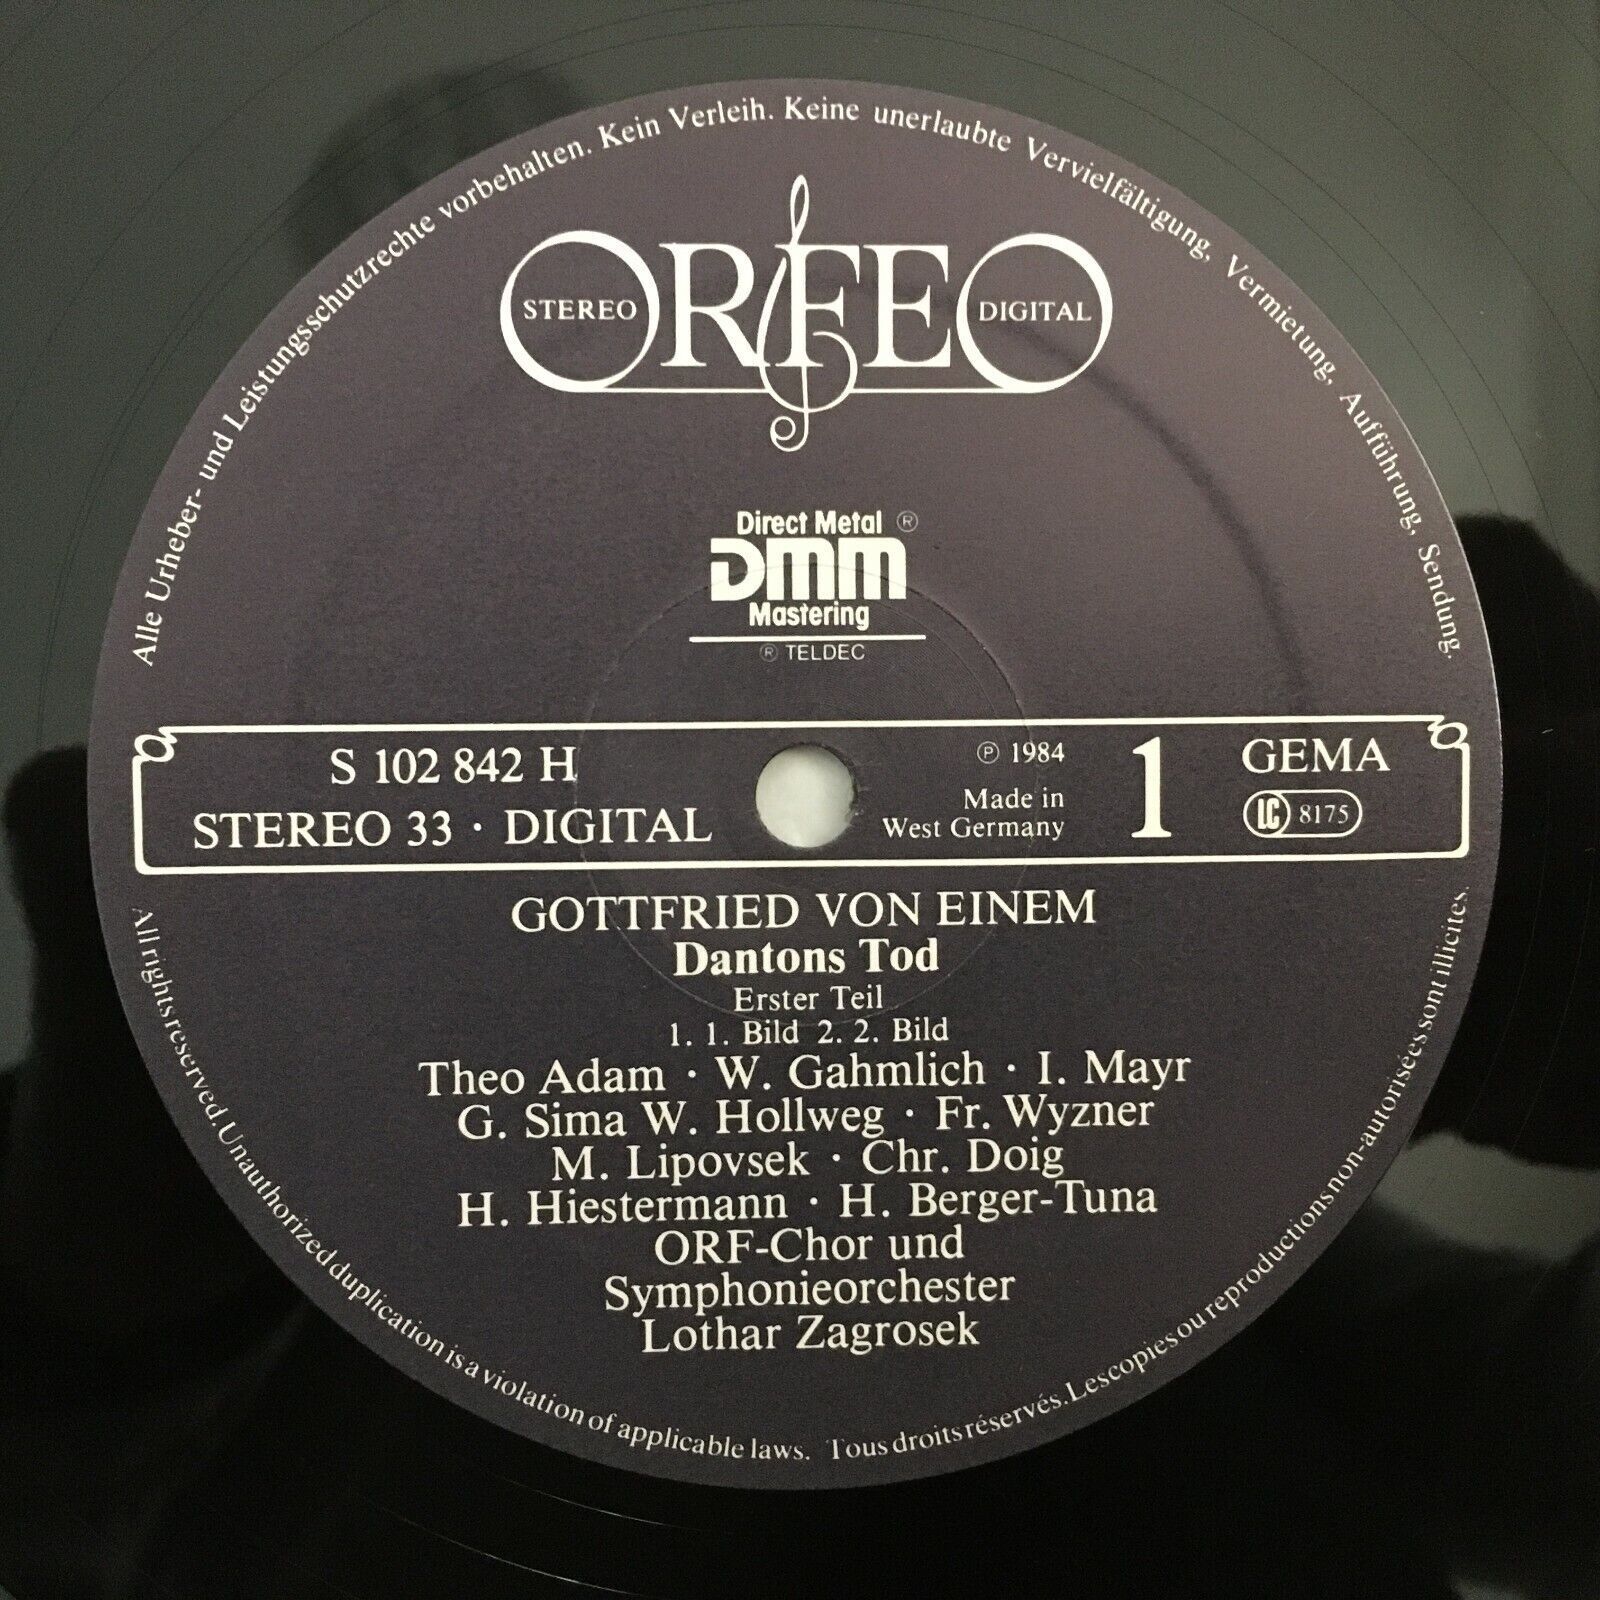 Alle Urheber- und Leistungsschutzrechte vorbehalten. Kein Verleih. Keine unerlaubte Vervielfältigung, Vermietung, Aufführung, Sendung.
ORFEO
STEREO
DIGITAL
Direct Metal ®
DMM
Mastering
® TELDEC
S 102 842 H
STEREO 33 · DIGITAL
℗ 1984
Made in
West Germany
1
GEMA
LC 8175
GOTTFRIED VON EINEM
Dantons Tod
Erster Teil
1. 1. Bild 2. 2. Bild
Theo Adam · W. Gahmlich · I. Mayr
G. Sima W. Hollweg · Fr. Wyzner
M. Lipovsek · Chr. Doig
H. Hiestermann · H. Berger-Tuna
ORF-Chor und
Symphonieorchester
Lothar Zagrosek
All rights reserved. Unauthorized duplication is a violation of applicable laws. Tous droits réservés. Les copies ou reproductions non-autorisées sont illicites.